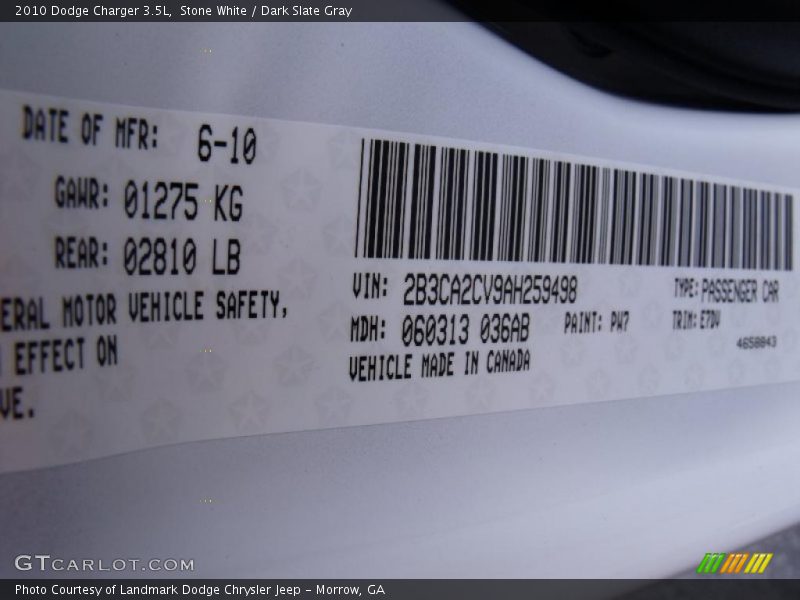 2010 Dodge Charger 3.5L, Stone White / Dark Slate Gray
DATE OF MFR: 6-10
GAWR: 01275 KG
REAR: 02810 LB
ERAL MOTOR VEHICLE SAFETY,
EFFECT ON
VE.
VIN: 2B3CA2CV9AH259498 TYPE: PASSENGER CAR
MDH: 060313 036AB PAINT: PW7 TRIM: E7DV
VEHICLE MADE IN CANADA
4658843
GTCARLOT.COM
Photo Courtesy of Landmark Dodge Chrysler Jeep - Morrow, GA